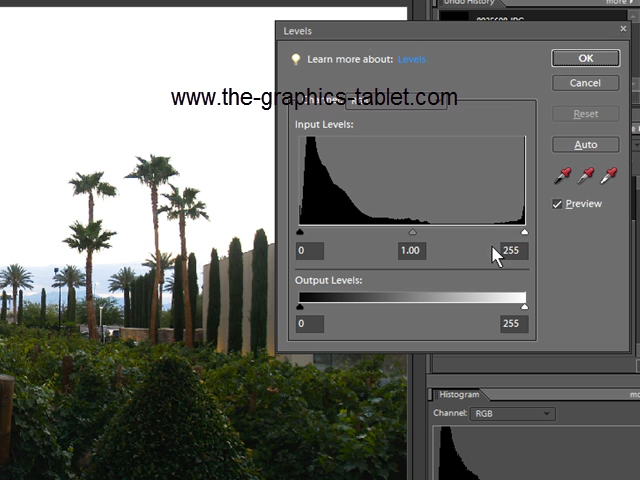 Undo History
more
Levels
Learn more about: Levels
OK
www.the-graphics-tablet.com
Cancel
Reset
Input Levels:
Auto
Preview
0
1.00
255
Output Levels:
0
255
Histogram
Channel: RGB